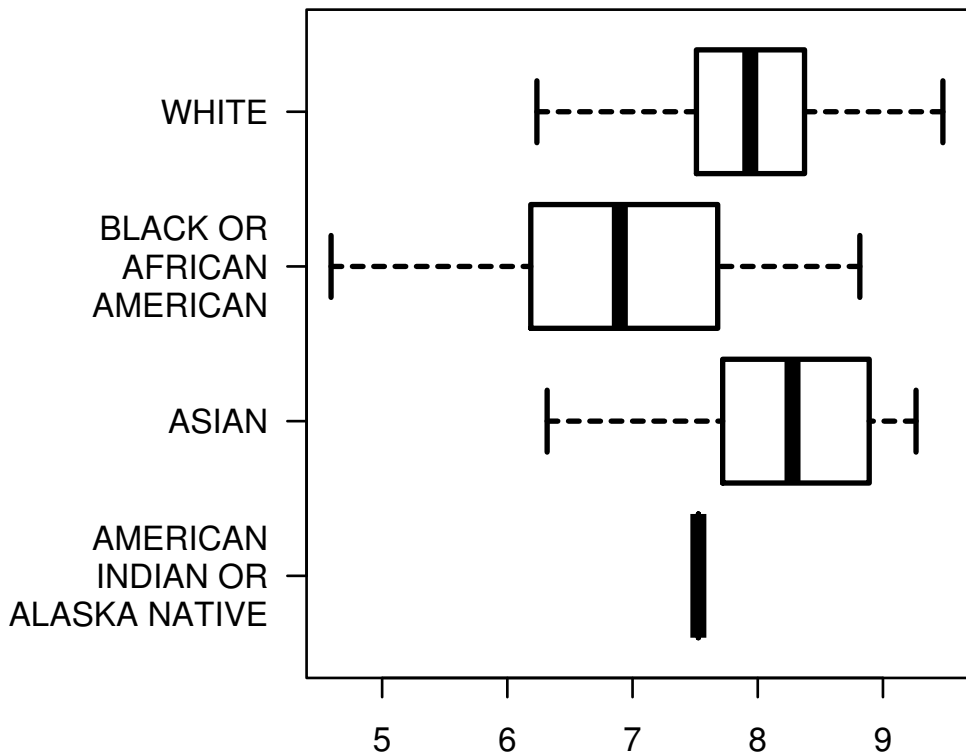 WHITE
BLACK OR
AFRICAN
AMERICAN
ASIAN
AMERICAN
INDIAN OR
ALASKA NATIVE
5 6 7 8 9